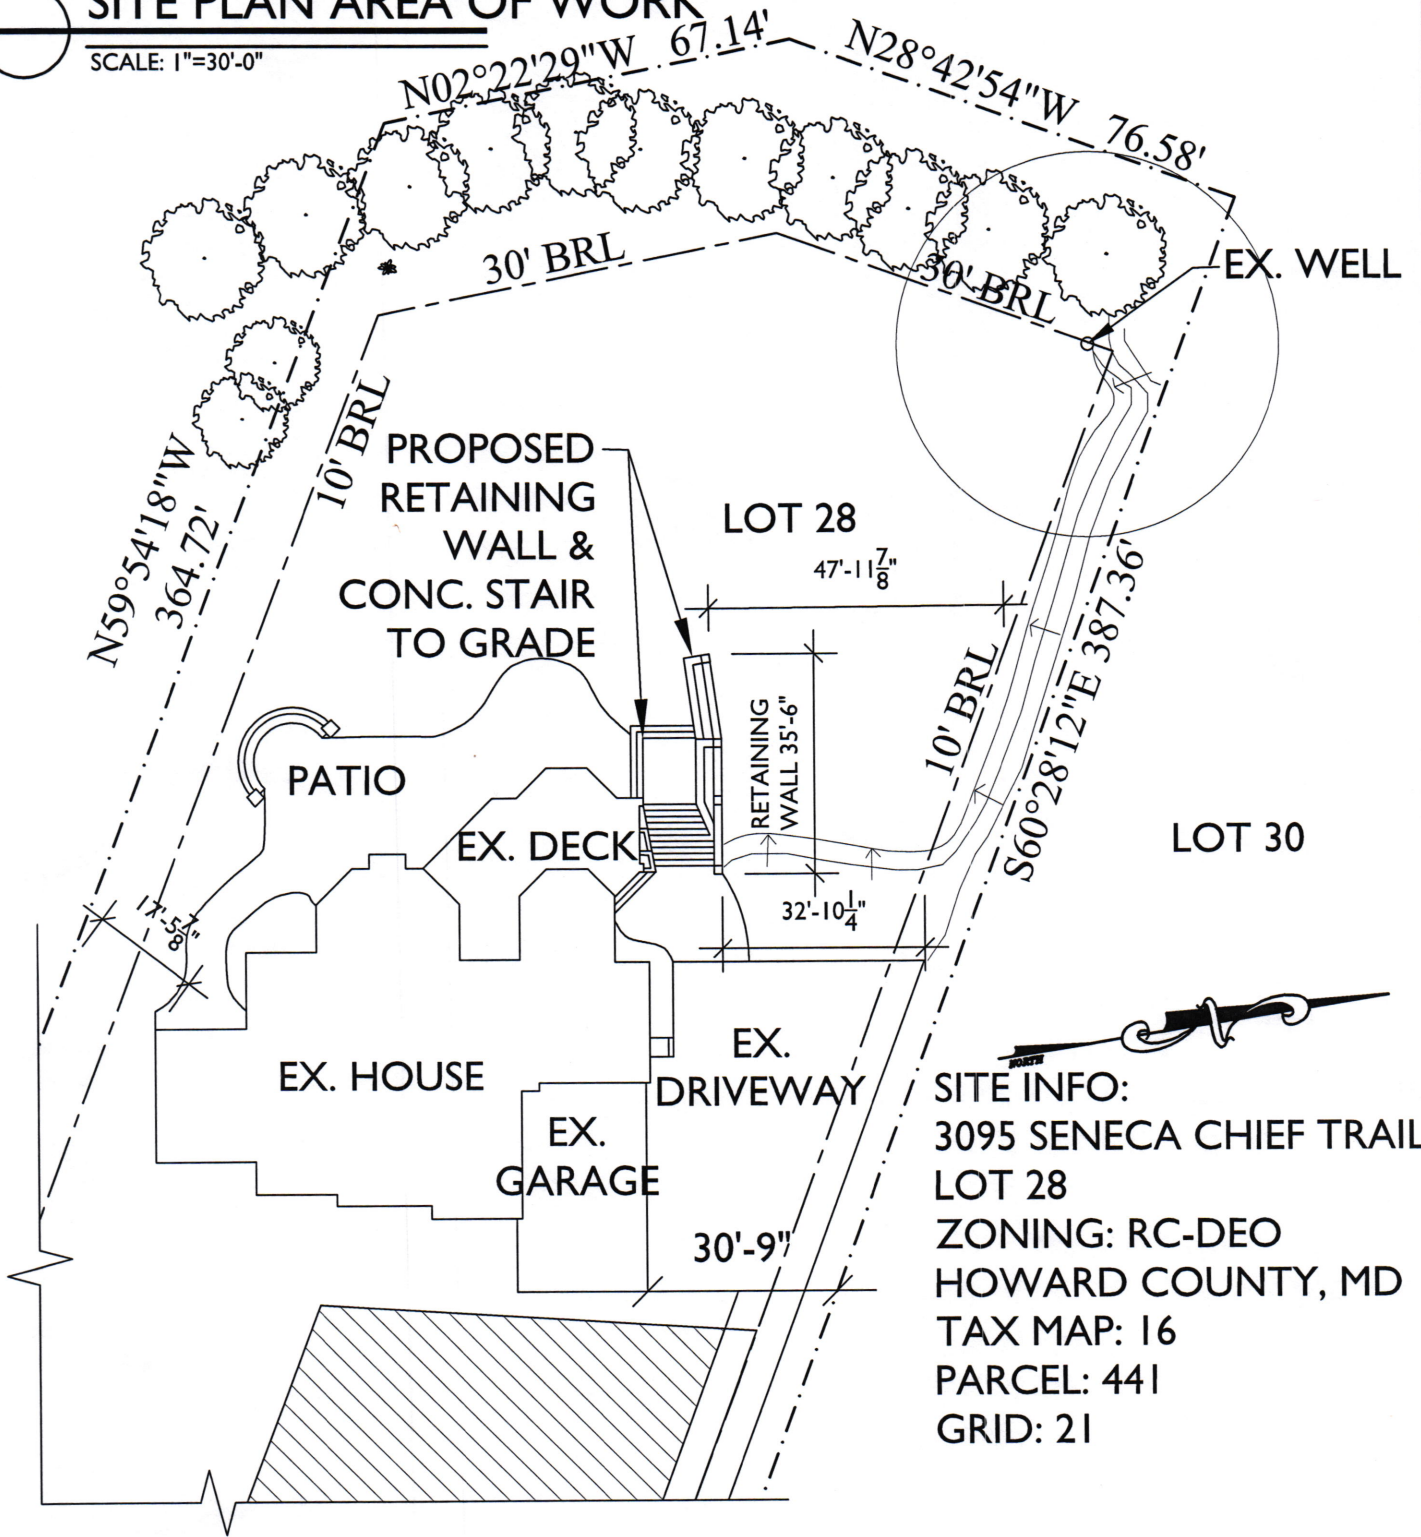 SITE PLAN AREA OF WORK
SCALE: 1"=30'-0"
N02°22'29"W 67.14'
N28°42'54"W 76.58'
30' BRL
30' BRL
EX. WELL
10' BRL
N59°54'18"W
364.72'
PROPOSED
RETAINING
WALL &
CONC. STAIR
TO GRADE
LOT 28
47'-11 7/8"
10' BRL
S60°28'12"E 387.36'
RETAINING
WALL 35'-6"
PATIO
EX. DECK
LOT 30
17'-5 7/8"
32'-10 1/4"
EX. HOUSE
EX.
DRIVEWAY
EX.
GARAGE
30'-9"
N
NORTH
SITE INFO:
3095 SENECA CHIEF TRAIL
LOT 28
ZONING: RC-DEO
HOWARD COUNTY, MD
TAX MAP: 16
PARCEL: 441
GRID: 21